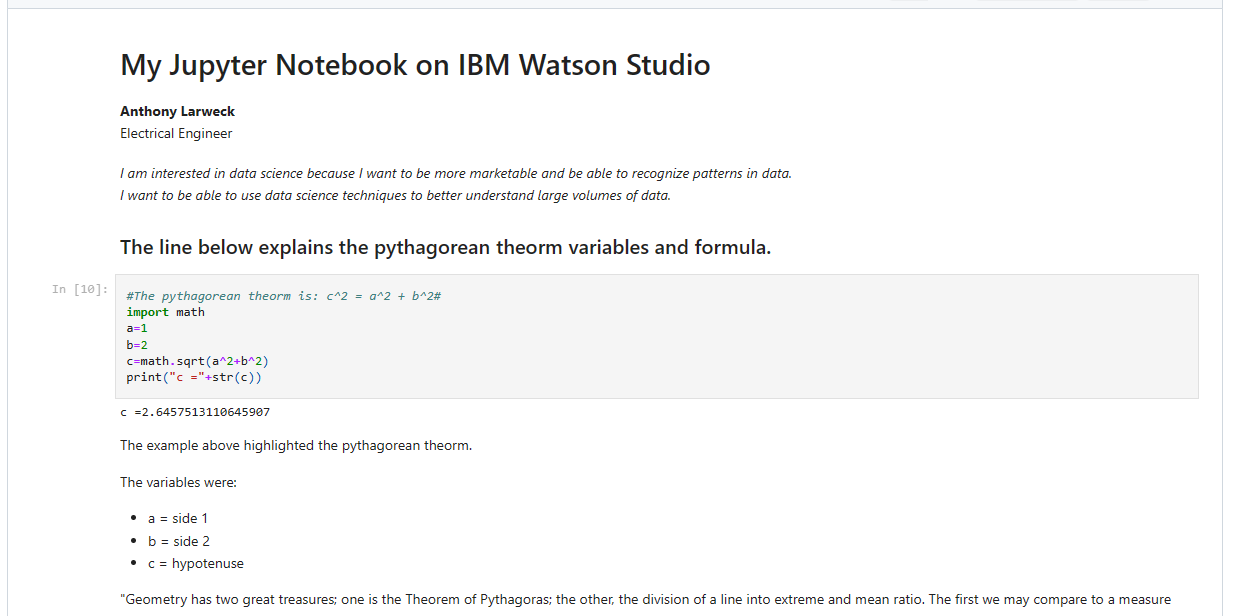 My Jupyter Notebook on IBM Watson Studio
Anthony Larweck
Electrical Engineer
I am interested in data science because I want to be more marketable and be able to recognize patterns in data.
I want to be able to use data science techniques to better understand large volumes of data.
The line below explains the pythagorean theorm variables and formula.
In [10]:
#The pythagorean theorm is: c^2 = a^2 + b^2#
import math
a=1
b=2
c=math.sqrt(a^2+b^2)
print("c ="+str(c))
c =2.6457513110645907
The example above highlighted the pythagorean theorm.
The variables were:
• a = side 1
• b = side 2
• c = hypotenuse
"Geometry has two great treasures; one is the Theorem of Pythagoras; the other, the division of a line into extreme and mean ratio. The first we may compare to a measure